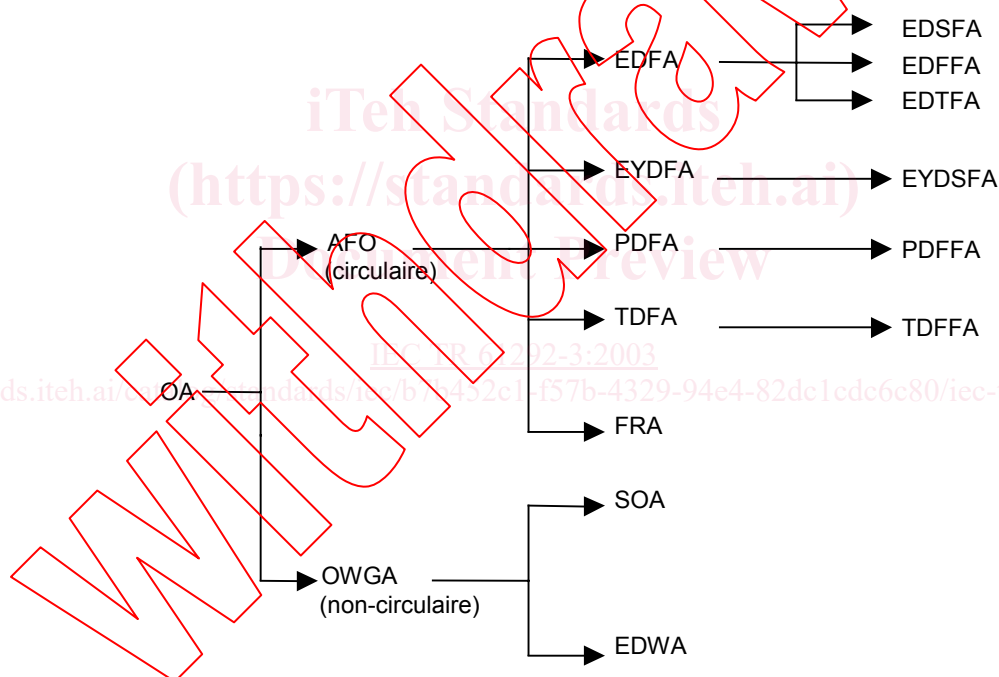 EDSFA
EDFA
EDFFA
EDTFA
iTeh Standards
EYDFA
EYDSFA
(https://standards.iteh.ai)
AFO
(circulaire)
PDFA
PDFFA
Document Preview
TDFA
TDFFA
IEC TR 61292-3:2003
OA
FRA
SOA
OWGA
(non-circulaire)
EDWA
withdrawn